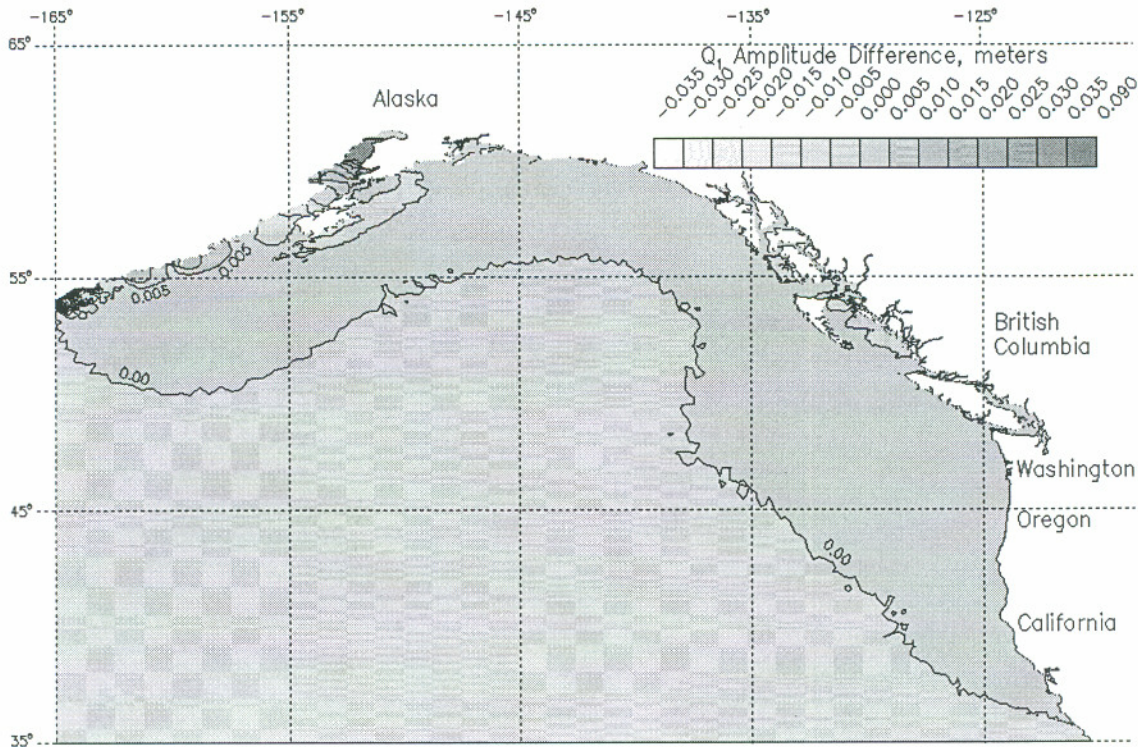 -165° -155° -145° -135° -125°
65°
Q₁ Amplitude Difference, meters
-0.035 -0.030 -0.025 -0.020 -0.015 -0.010 -0.005 0.000 0.005 0.010 0.015 0.020 0.025 0.030 0.035 0.090
Alaska
0.005
55°
0.005
British
Columbia
0.00
Washington
45°
Oregon
0.00
California
35°